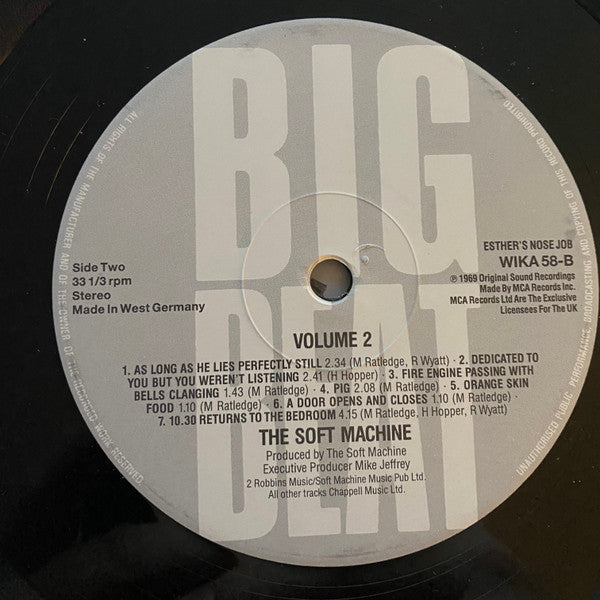 BIG
BEAT
ALL RIGHTS OF THE MANUFACTURER AND OF THE OWNER OF THE RECORDED WORK RESERVED.
UNAUTHORISED PUBLIC PERFORMANCE, BROADCASTING AND COPYING OF THIS RECORD PROHIBITED
Side Two
33 1/3 rpm
Stereo
Made In West Germany
ESTHER'S NOSE JOB
WIKA 58-B
℗ 1969 Original Sound Recordings
Made By MCA Records Inc.
MCA Records Ltd Are The Exclusive
Licensees For The UK
VOLUME 2
1. AS LONG AS HE LIES PERFECTLY STILL 2.34 (M Ratledge, R Wyatt) · 2. DEDICATED TO
YOU BUT YOU WEREN'T LISTENING 2.41 (H Hopper) · 3. FIRE ENGINE PASSING WITH
BELLS CLANGING 1.43 (M Ratledge) · 4. PIG 2.08 (M Ratledge) · 5. ORANGE SKIN
FOOD 1.10 (M Ratledge) · 6. A DOOR OPENS AND CLOSES 1.10 (M Ratledge) ·
7. 10.30 RETURNS TO THE BEDROOM 4.15 (M Ratledge, H Hopper, R Wyatt)
THE SOFT MACHINE
Produced by The Soft Machine
Executive Producer Mike Jeffrey
2 Robbins Music/Soft Machine Music Pub Ltd.
All other tracks Chappell Music Ltd.